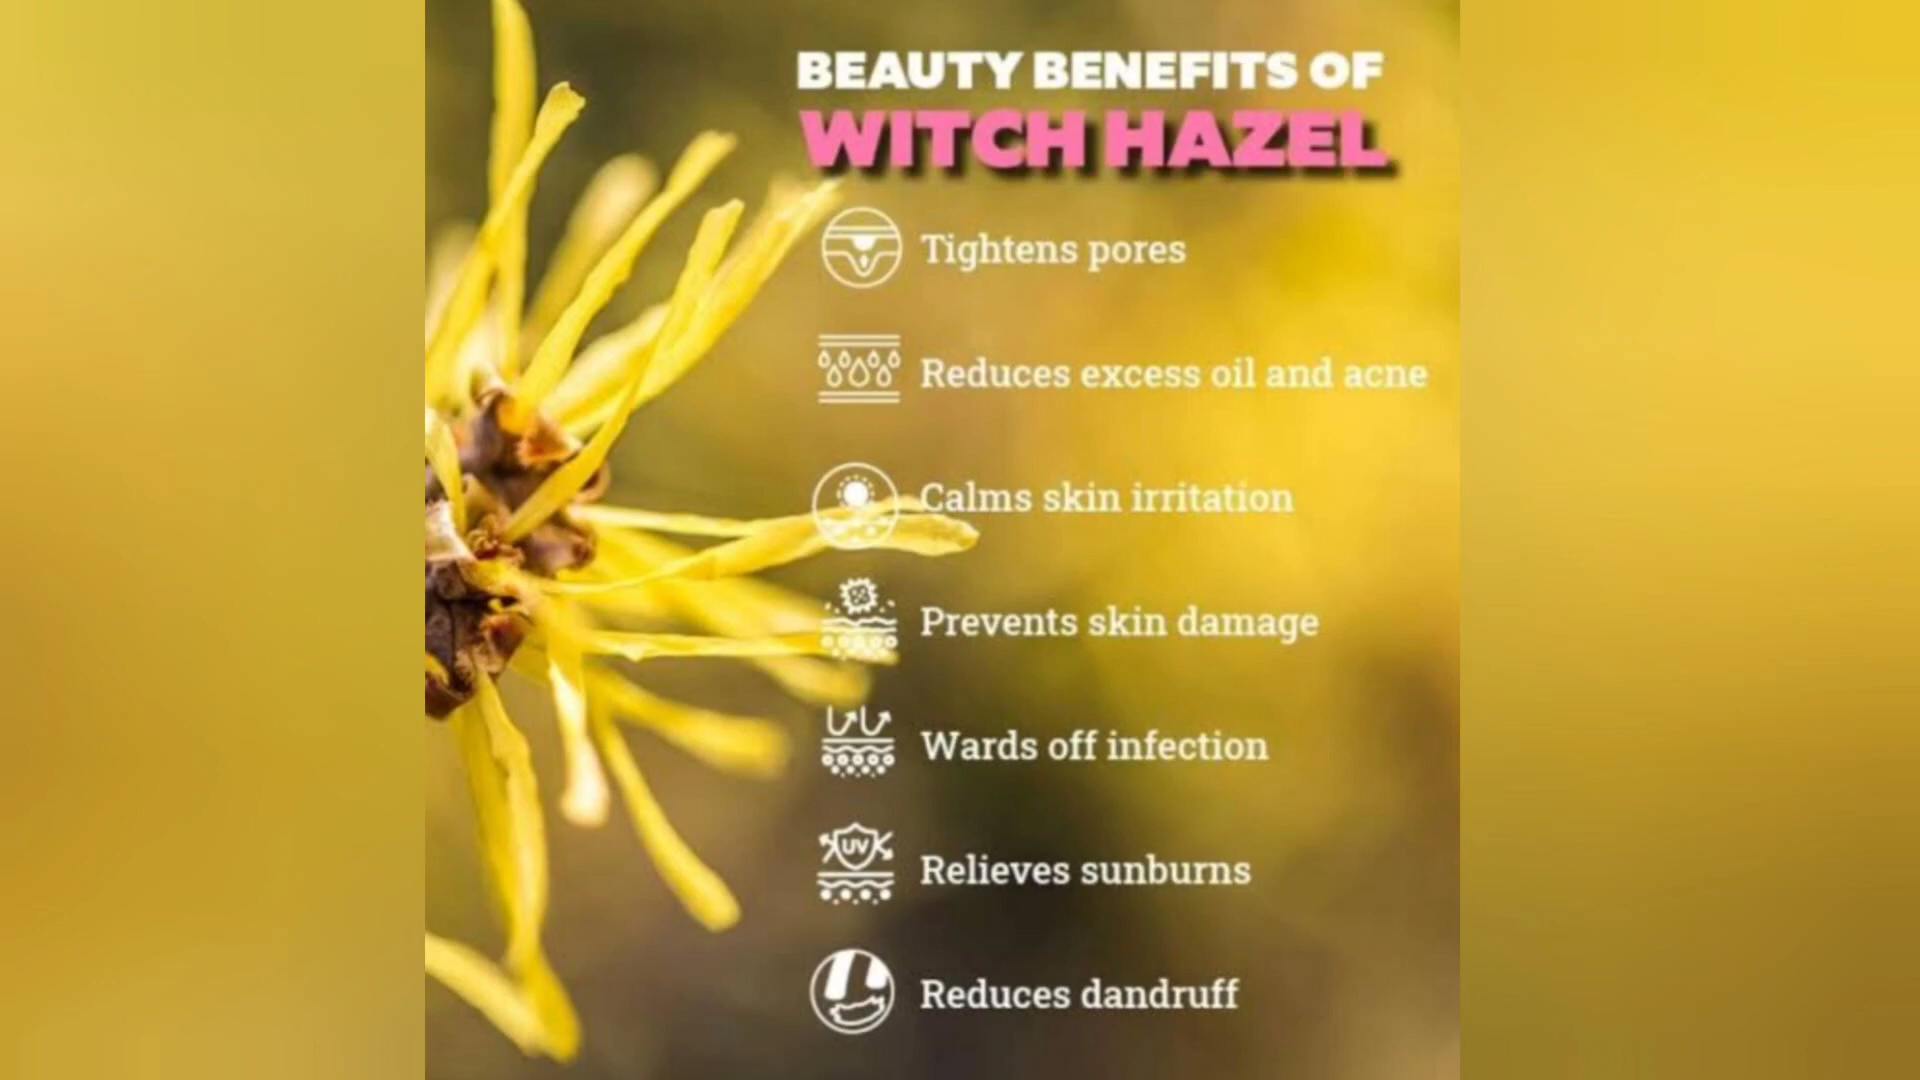 BEAUTY BENEFITS OF
WITCH HAZEL
Tightens pores
Reduces excess oil and acne
Calms skin irritation
Prevents skin damage
Wards off infection
UV
Relieves sunburns
Reduces dandruff